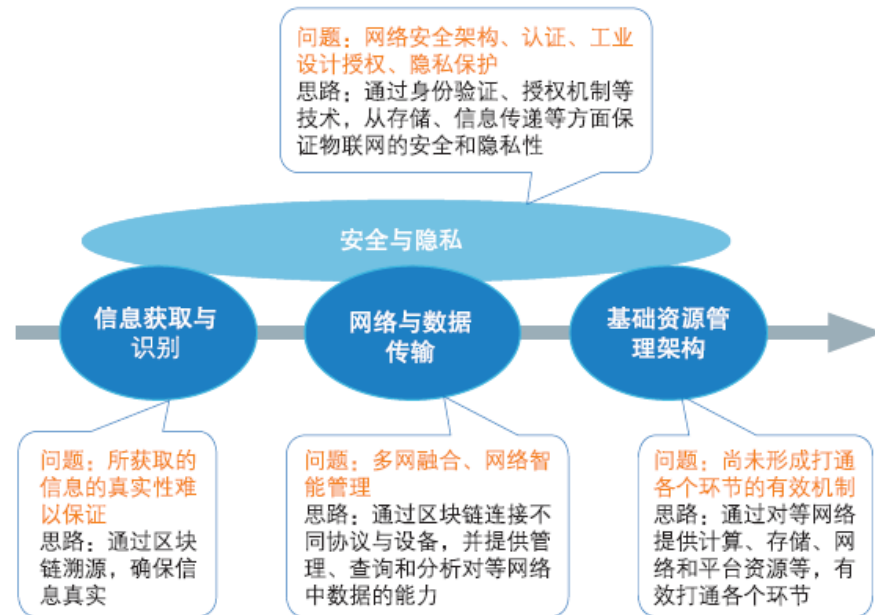 问题：网络安全架构、认证、工业
设计授权、隐私保护
思路：通过身份验证、授权机制等
技术，从存储、信息传递等方面保
证物联网的安全和隐私性
安全与隐私
信息获取与
识别
网络与数据
传输
基础资源管
理架构
问题：所获取的
信息的真实性难
以保证
思路：通过区块
链溯源，确保信
息真实
问题：多网融合、网络智
能管理
思路：通过区块链连接不
同协议与设备，并提供管
理、查询和分析对等网络
中数据的能力
问题：尚未形成打通
各个环节的有效机制
思路：通过对等网络
提供计算、存储、网
络和平台资源等，有
效打通各个环节